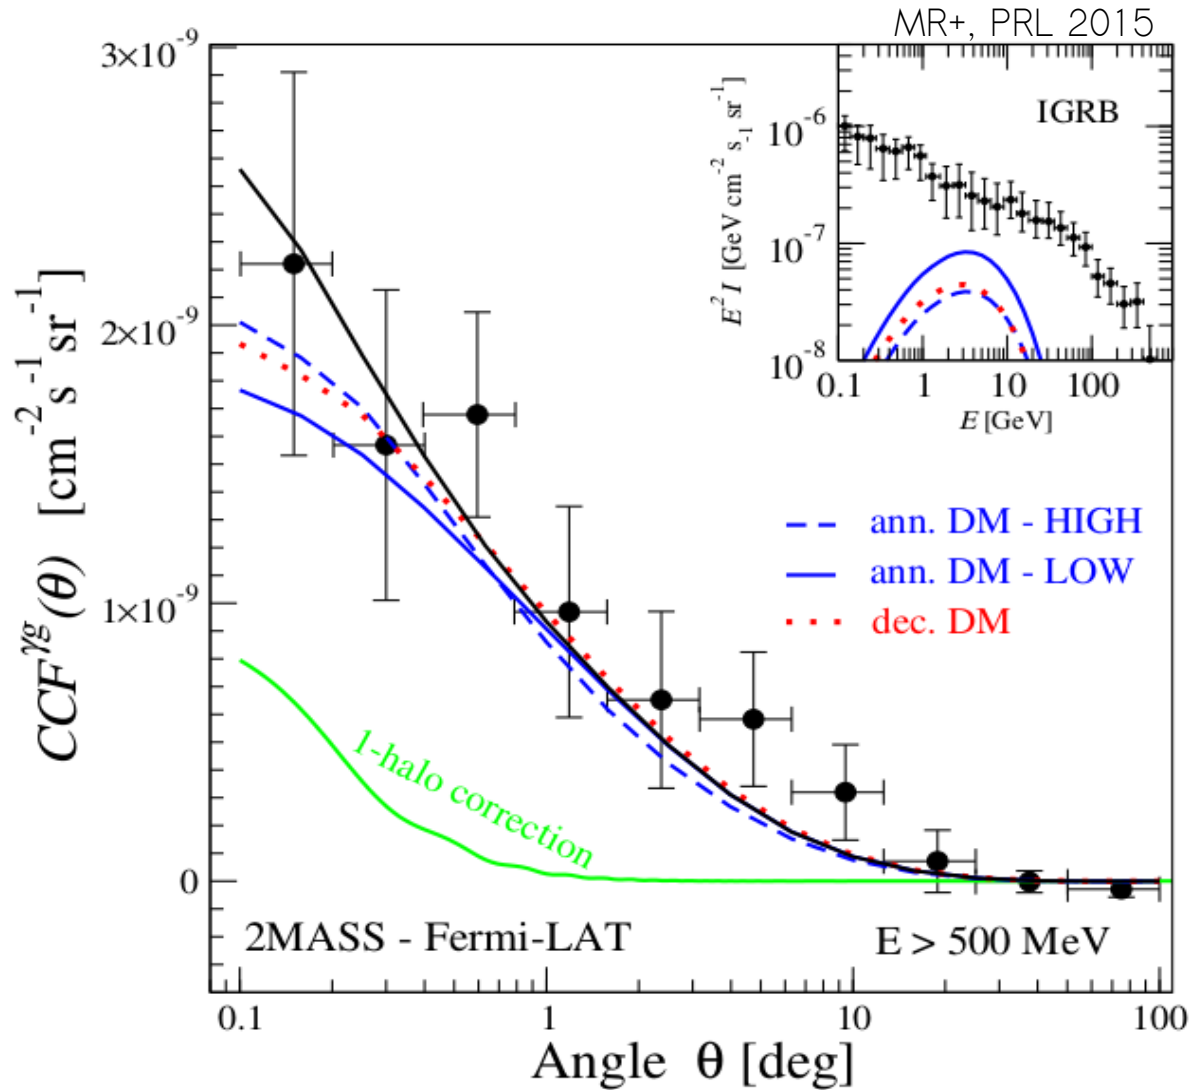 MR+, PRL 2015
3×10^-9
2×10^-9
1×10^-9
0
CCF^γg(θ) [cm^-2 s^-1 sr^-1]
E^2 I [GeV cm^-2 s_-1 sr^-1]
10^-6
10^-7
10^-8
IGRB
0.1 1 10 100
E [GeV]
ann. DM - HIGH
ann. DM - LOW
dec. DM
1-halo correction
2MASS - Fermi-LAT
E > 500 MeV
0.1 1 10 100
Angle θ [deg]